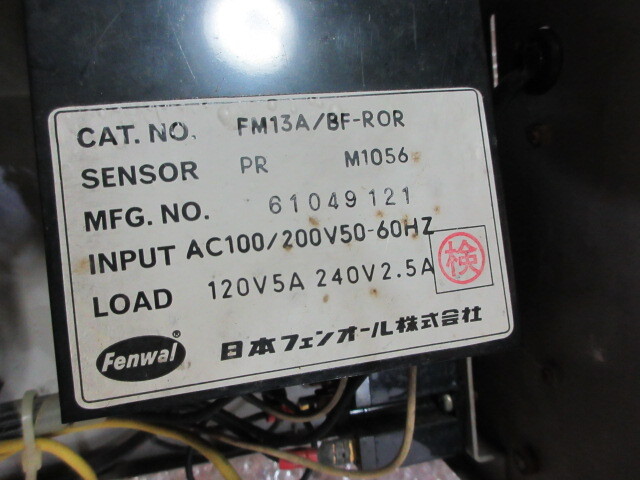 CAT. NO. FM13A/BF-ROR
SENSOR PR M1056
MFG. NO. 61049121
INPUT AC100/200V50-60HZ
LOAD 120V5A 240V2.5A
検
Fenwal® 日本フェンオール株式会社